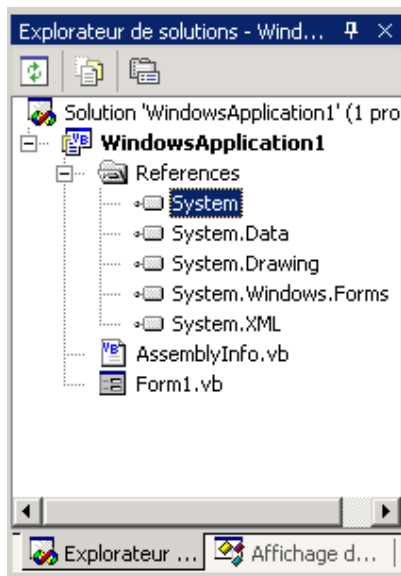 Explorateur de solutions - Wind...
Solution 'WindowsApplication1' (1 pro
WindowsApplication1
References
System
System.Data
System.Drawing
System.Windows.Forms
System.XML
AssemblyInfo.vb
Form1.vb
Explorateur ... Affichage d...